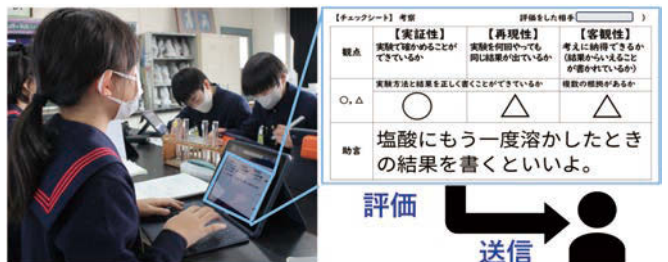 【チェックシート】 考察
評価をした相手( )
観点
【実証性】
実験で確かめることが
できているか
【再現性】
実験を何回やっても
同じ結果が出ているか
【客観性】
考えに納得できるか
(結果からいえること
が書かれているか)
実験方法と結果を正しく書くことができているか
複数の根拠があるか
○, △
○
△
△
助言
塩酸にもう一度溶かしたとき
の結果を書くといいよ。
評価
送信